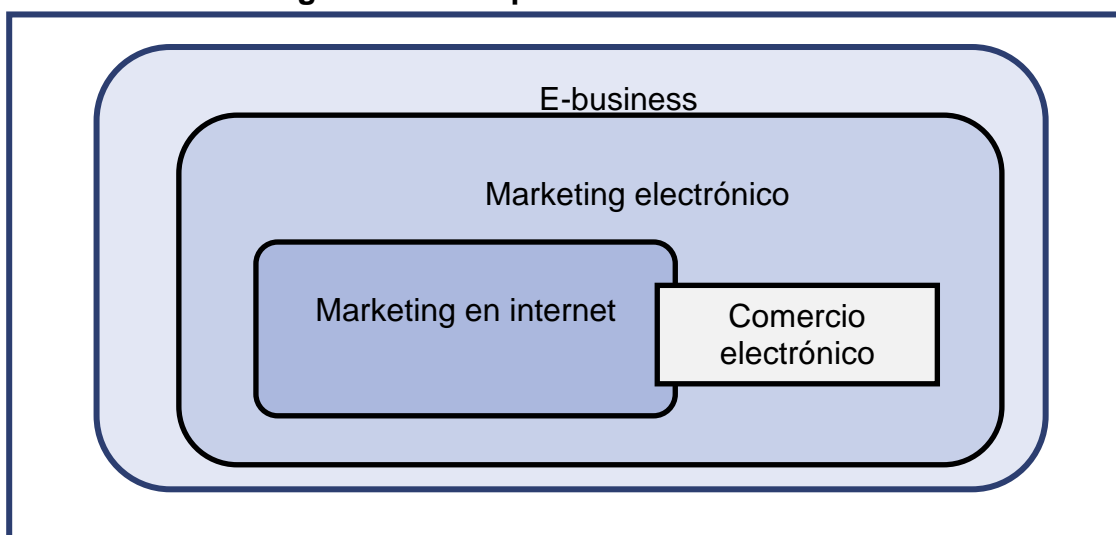 E-business
Marketing electrónico
Marketing en internet
Comercio
electrónico